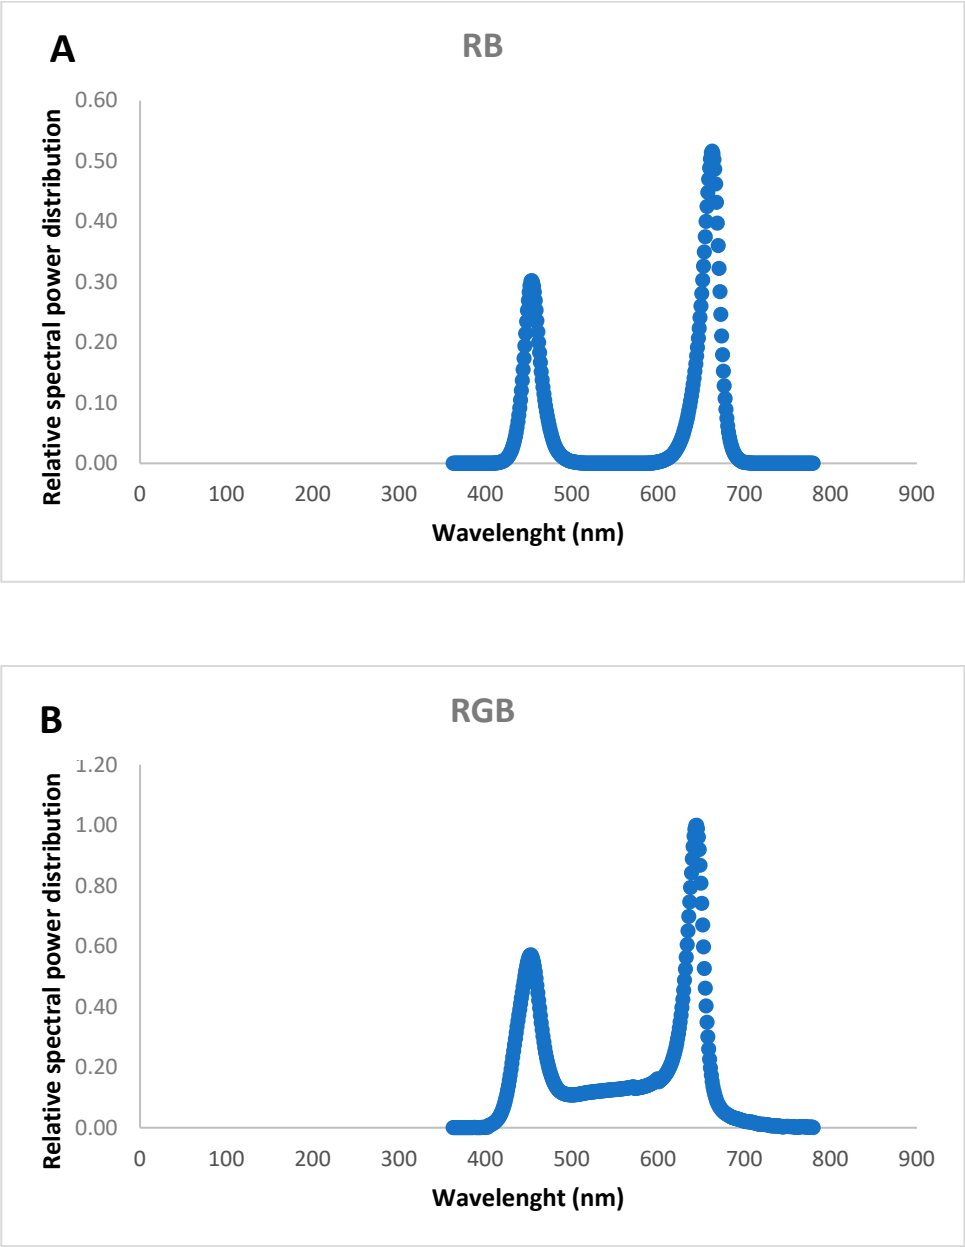 A
RB
Relative spectral power distribution
0.60
0.50
0.40
0.30
0.20
0.10
0.00
0 100 200 300 400 500 600 700 800 900
Wavelenght (nm)
B
RGB
Relative spectral power distribution
1.20
1.00
0.80
0.60
0.40
0.20
0.00
0 100 200 300 400 500 600 700 800 900
Wavelenght (nm)